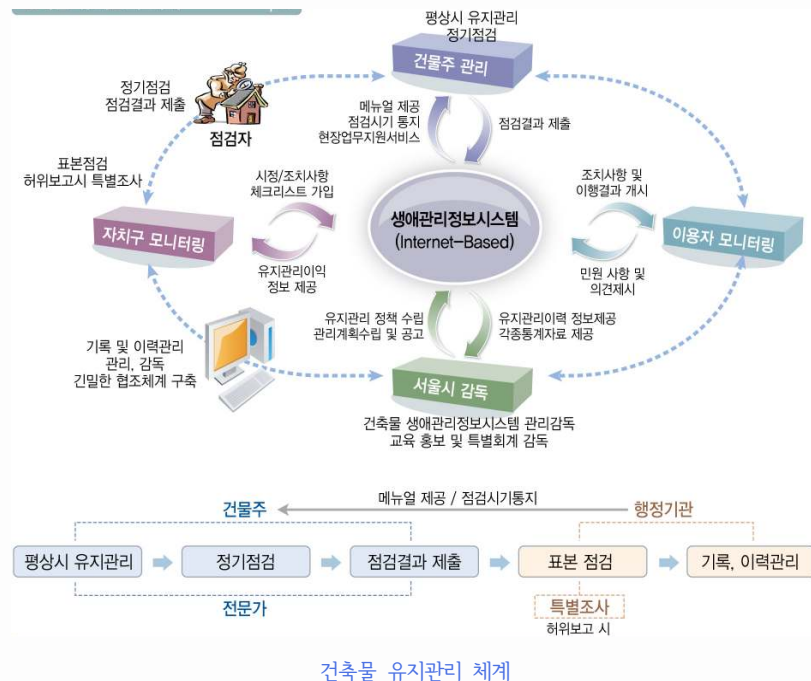 평상시 유지관리
정기점검
건물주 관리
정기점검
점검결과 제출
점검자
메뉴얼 제공
점검시기 통지
현장업무지원서비스
점검결과 제출
표본점검
허위보고시 특별조사
시정/조치사항
체크리스트 가입
조치사항 및
이행결과 개시
자치구 모니터링
생애관리정보시스템
(Internet-Based)
이용자 모니터링
유지관리이익
정보 제공
민원 사항 및
의견제시
유지관리 정책 수립
관리계획수립 및 공고
유지관리이력 정보제공
각종통계자료 제공
기록 및 이력관리
관리, 감독
긴밀한 협조체계 구축
서울시 감독
건축물 생애관리정보시스템 관리감독
교육 홍보 및 특별회계 감독
메뉴얼 제공 / 점검시기통지
건물주
행정기관
평상시 유지관리
정기점검
점검결과 제출
표본 점검
기록, 이력관리
전문가
특별조사
허위보고 시
건축물 유지관리 체계